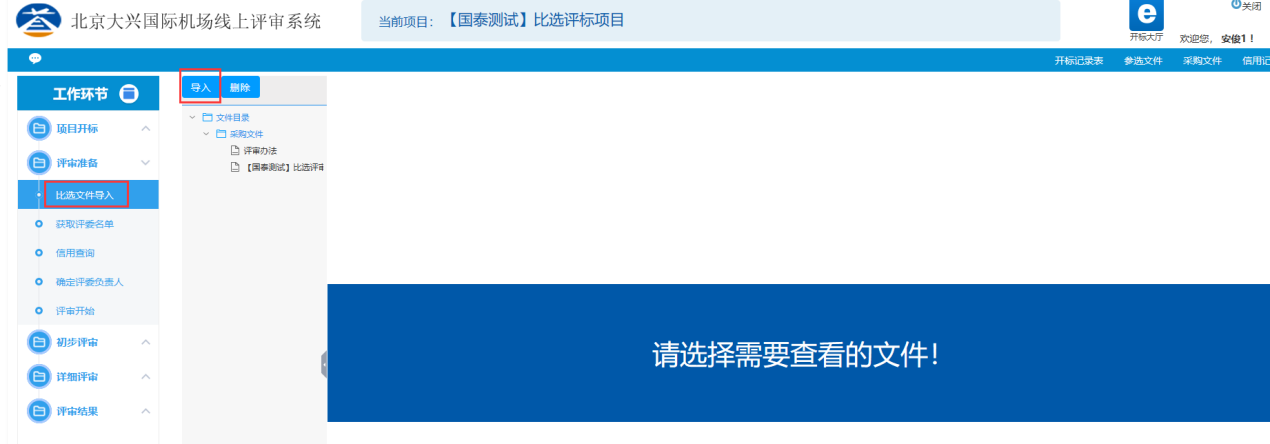 北京大兴国际机场线上评审系统
当前项目：【国泰测试】比选评标项目
e
关闭
开标大厅
欢迎您，安俊1！
开标记录表 参选文件 采购文件 信用记
工作环节
项目开标
评审准备
比选文件导入
获取评委名单
信用查询
确定评委负责人
评审开始
初步评审
详细评审
评审结果
导入 删除
文件目录
采购文件
评审办法
【国泰测试】比选评审
请选择需要查看的文件!